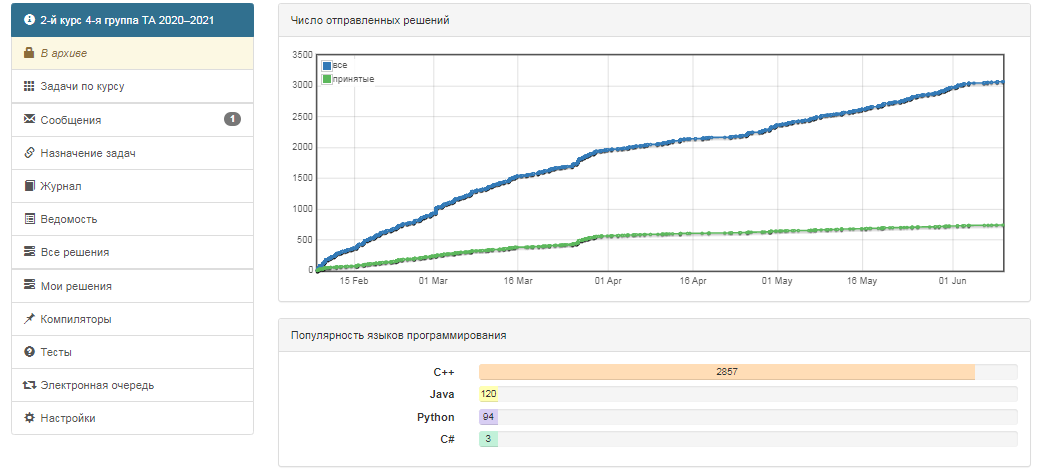 2-й курс 4-я группа ТА 2020–2021
В архиве
Задачи по курсу
Сообщения 1
Назначение задач
Журнал
Ведомость
Все решения
Мои решения
Компиляторы
Тесты
Электронная очередь
Настройки
Число отправленных решений
3500
3000
2500
2000
1500
1000
500
0
все
принятые
15 Feb 01 Mar 16 Mar 01 Apr 16 Apr 01 May 16 May 01 Jun
Популярность языков программирования
C++ 2857
Java 120
Python 94
C# 3